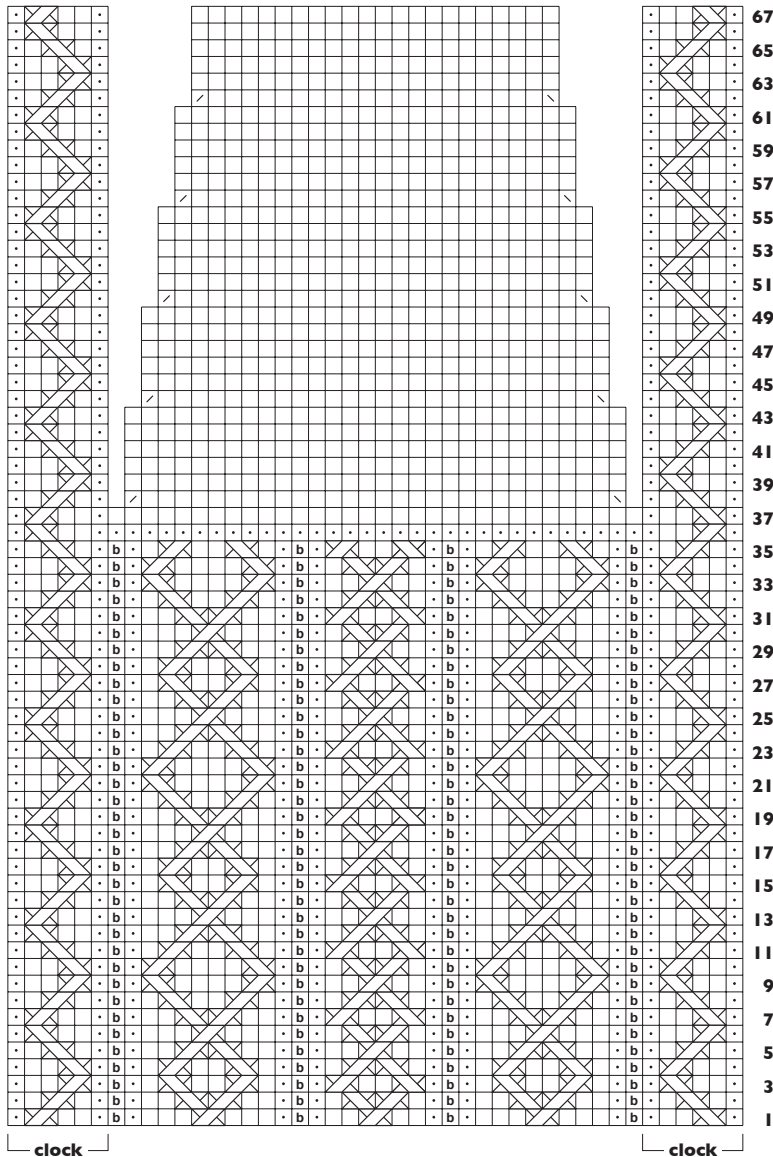 67
65
63
61
59
57
55
53
51
49
47
45
43
41
39
37
b b b b 35
b b b b
b b b b 33
b b b b
b b b b 31
b b b b
b b b b 29
b b b b
b b b b 27
b b b b
b b b b 25
b b b b
b b b b 23
b b b b
b b b b 21
b b b b
b b b b 19
b b b b
b b b b 17
b b b b
b b b b 15
b b b b
b b b b 13
b b b b
b b b b 11
b b b b
b b b b 9
b b b b
b b b b 7
b b b b
b b b b 5
b b b b
b b b b 3
b b b b
b b b b 1
clock clock